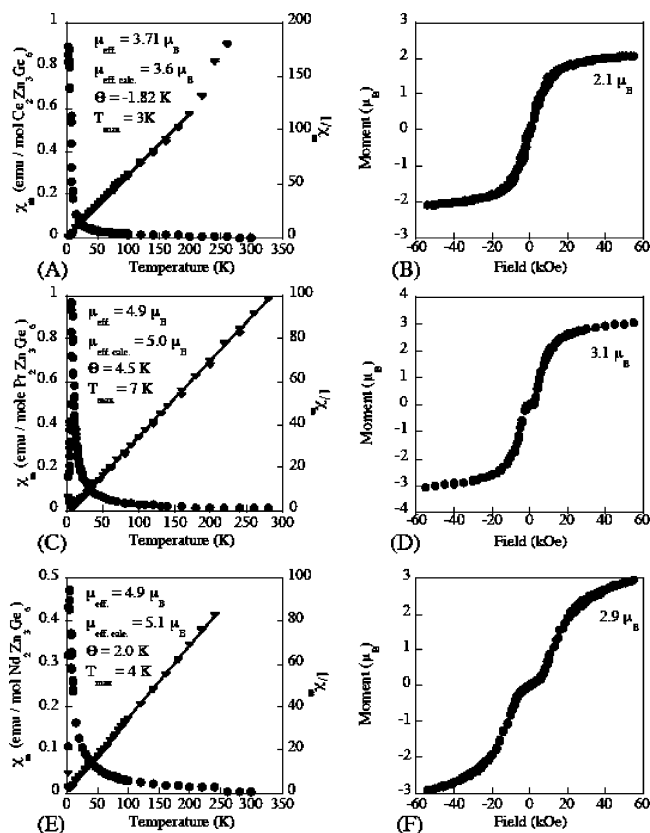 χm (emu / mol Ce2Zn3Ge6)
1
0.8
0.6
0.4
0.2
0
μeff. = 3.71 μB
μeff. calc. = 3.6 μB
Θ = -1.82 K
Tmax = 3K
200
150
100
50
0
1/χm
0 50 100 150 200 250 300 350
(A) Temperature (K)
Moment (μB)
3
2
1
0
-1
-2
-3
2.1 μB
-60 -40 -20 0 20 40 60
(B) Field (kOe)
χm (emu / mole Pr2Zn3Ge6)
1
0.8
0.6
0.4
0.2
0
μeff. = 4.9 μB
μeff. calc. = 5.0 μB
Θ = 4.5 K
Tmax = 7 K
100
80
60
40
20
0
1/χm
0 50 100 150 200 250 300
(C) Temperature (K)
Moment (μB)
4
3
2
1
0
-1
-2
-3
-4
3.1 μB
-60 -40 -20 0 20 40 60
(D) Field (kOe)
χm (emu / mol Nd2Zn3Ge6)
0.5
0.4
0.3
0.2
0.1
0
μeff. = 4.9 μB
μeff. calc. = 5.1 μB
Θ = 2.0 K
Tmax = 4 K
100
80
60
40
20
0
1/χm
0 50 100 150 200 250 300 350
(E) Temperature (K)
Moment (μB)
3
2
1
0
-1
-2
-3
2.9 μB
-60 -40 -20 0 20 40 60
(F) Field (kOe)